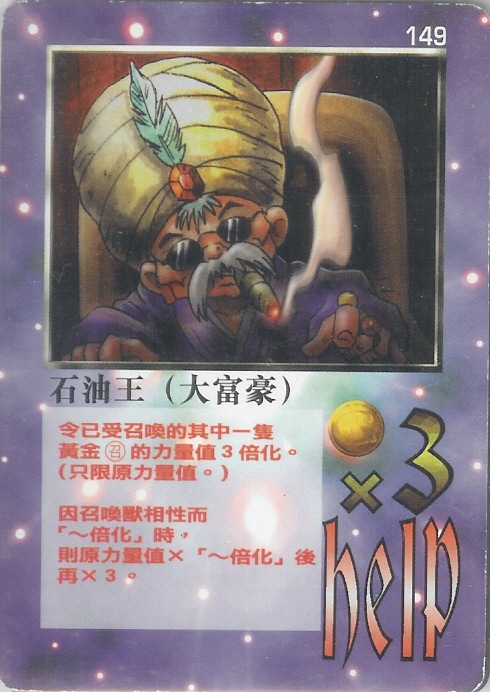 149
石油王（大富豪）
令已受召喚的其中一隻
黃金㊁的力量值3倍化。
（只限原力量值。）
因召喚獸相性而
「～倍化」時，
則原力量值×「～倍化」後
再×3。
×3
help